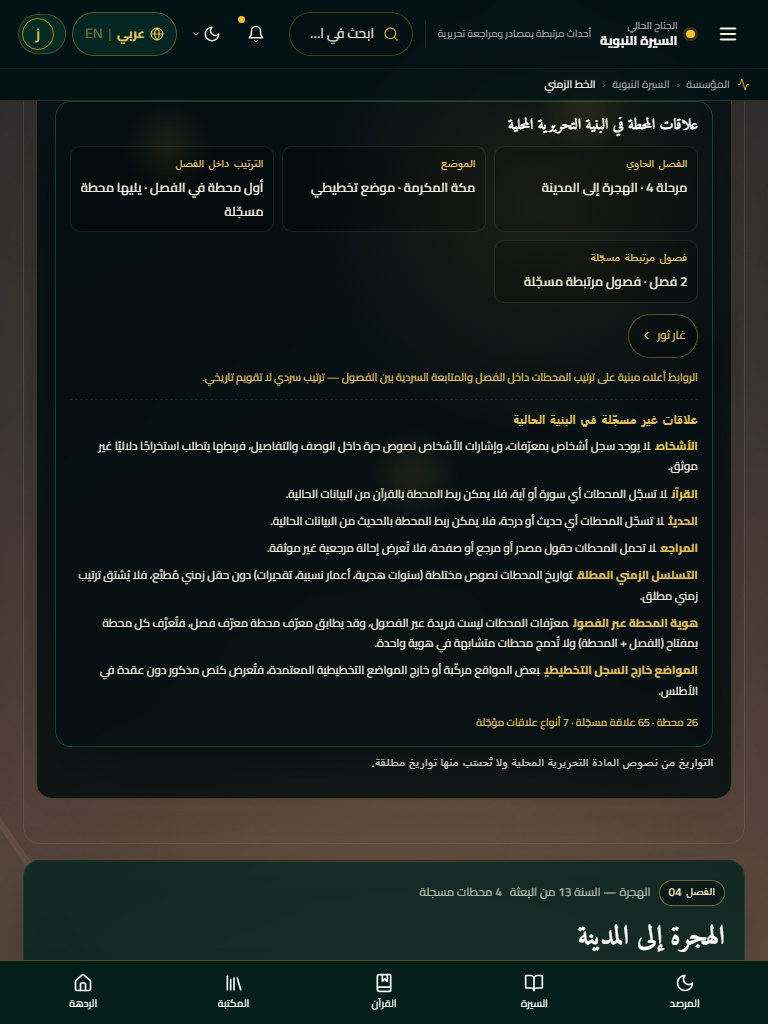 الجناح الحالي
السيرة النبوية
أحداث مرتبطة بمصادر ومراجعة تحريرية
ابحث في ا...
عربي | EN
j
المؤسسة › السيرة النبوية › الخط الزمني
علاقات المحطة في البنية التحريرية المحلية
الفصل الحاوي
مرحلة 4 · الهجرة إلى المدينة
الموضع
مكة المكرمة · موضع تخطيطي
الترتيب داخل الفصل
أول محطة في الفصل · يليها محطة
مسجّلة
فصول مرتبطة مسجّلة
2 فصل · فصول مرتبطة مسجّلة
غار ثور
الروابط أعلاه مبنية على ترتيب المحطات داخل الفصل والمتابعة السردية بين الفصول — ترتيب سردي لا تقويم تاريخي.
علاقات غير مسجّلة في البنية الحالية
الأشخاص لا يوجد سجل أشخاص بمعرّفات، وإشارات الأشخاص نصوص حرة داخل الوصف والتفاصيل، فربطها يتطلب استخراجًا دلاليًا غير
موثق.
القرآن لا تسجّل المحطات أي سورة أو آية، فلا يمكن ربط المحطة بالقرآن من البيانات الحالية.
الحديث لا تسجّل المحطات أي حديث أو درجة، فلا يمكن ربط المحطة بالحديث من البيانات الحالية.
المراجع لا تحمل المحطات حقول مصدر أو مرجع أو صفحة، فلا تُعرض إحالة مرجعية غير موثقة.
التسلسل الزمني المطلق تواريخ المحطات نصوص مختلطة (سنوات هجرية، أعمار نسبية، تقديرات) دون حقل زمني مُطبَّع، فلا يُشتق ترتيب
زمني مطلق.
هوية المحطة عبر الفصول معرّفات المحطات ليست فريدة عبر الفصول، وقد يطابق معرّف محطة معرّف فصل، فتُعرَّف كل محطة
بمفتاح (الفصل + المحطة) ولا تُدمج محطات متشابهة في هوية واحدة.
المواضع خارج السجل التخطيطي بعض المواقع مركّبة أو خارج المواضع التخطيطية المعتمدة، فتُعرض كنص مذكور دون عقدة في
الأطلس.
26 محطة · 65 علاقة مسجّلة · 7 أنواع علاقات مؤجّلة
التواريخ من نصوص المادة التحريرية المحلية ولا تُحتسب منها تواريخ مطلقة.
الفصل 04 الهجرة — السنة 13 من البعثة 4 محطات مسجلة
الهجرة إلى المدينة
المرصد
السيرة
القرآن
المكتبة
الردهة